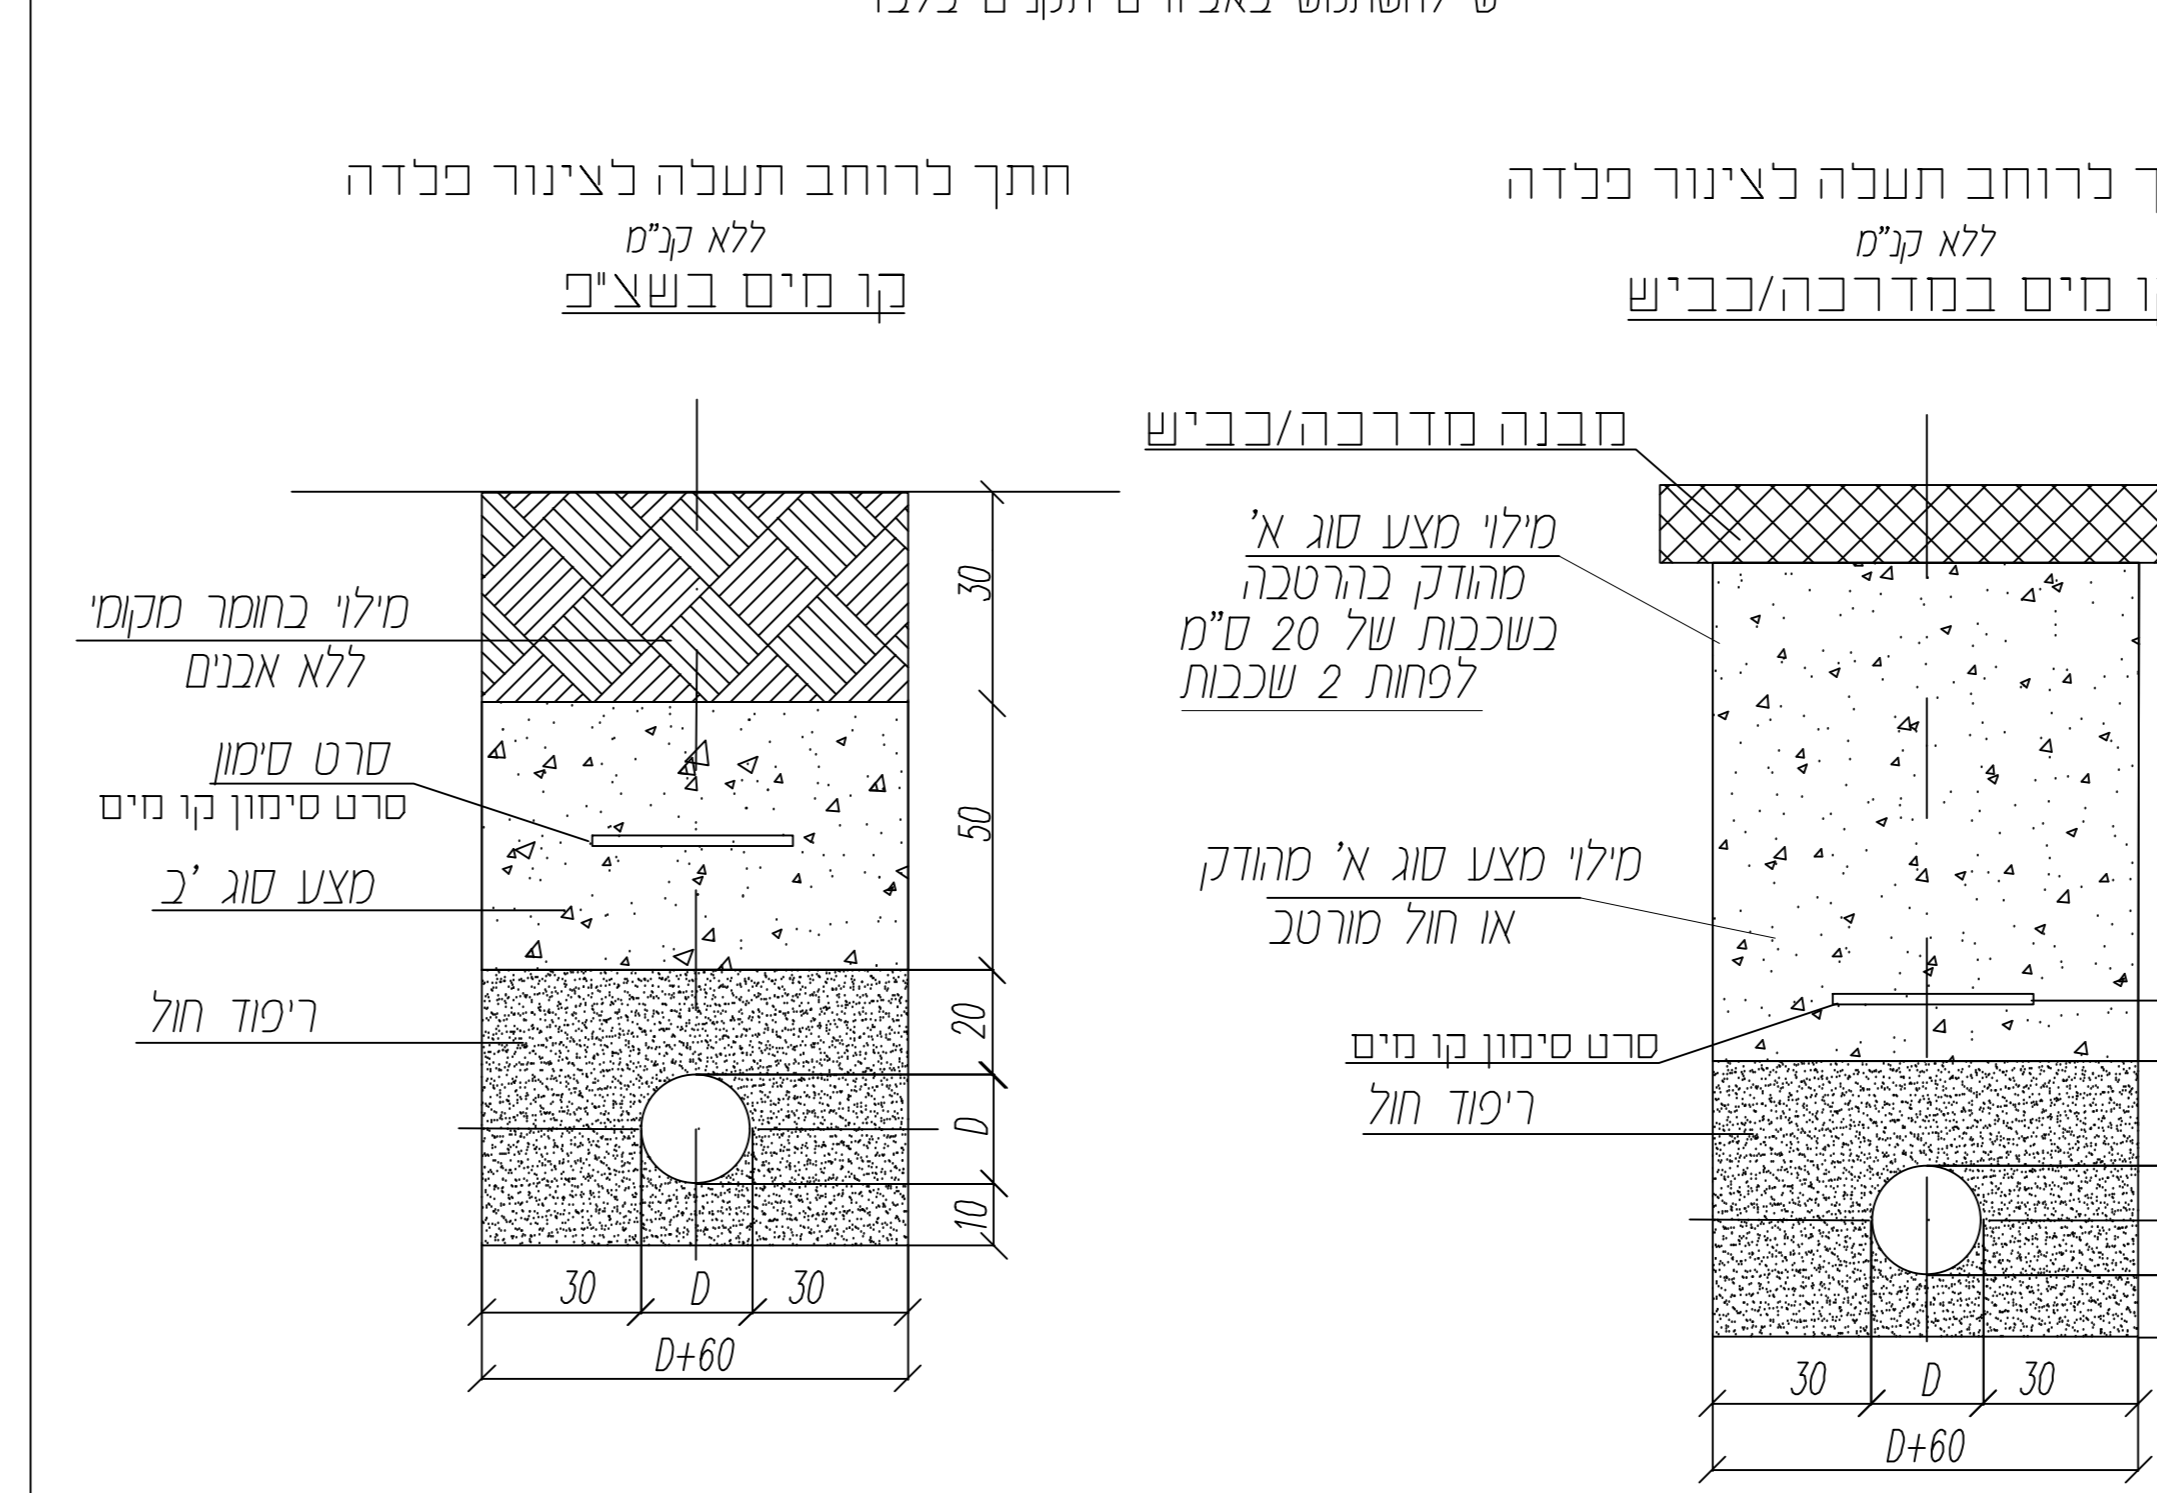 חתך לרוחב תעלה לצינור פלדה
ללא קנ"מ
קו מים בשצ"פ
30
מילוי בחומר מקומי
ללא אבנים
סרט סימון
סרט סימון קו מים
50
מצע סוג 'ב
ריפוד חול
20
D
10
30 D 30
D+60
לרוחב תעלה לצינור פלדה
ללא קנ"מ
מים במדרכה/כביש
מבנה מדרכה/כביש
מילוי מצע סוג א'
מהודק בהרטבה
בשכבות של 20 ס"מ
לפחות 2 שכבות
מילוי מצע סוג א' מהודק
או חול מורטב
סרט סימון קו מים
ריפוד חול
30 D 30
D+60